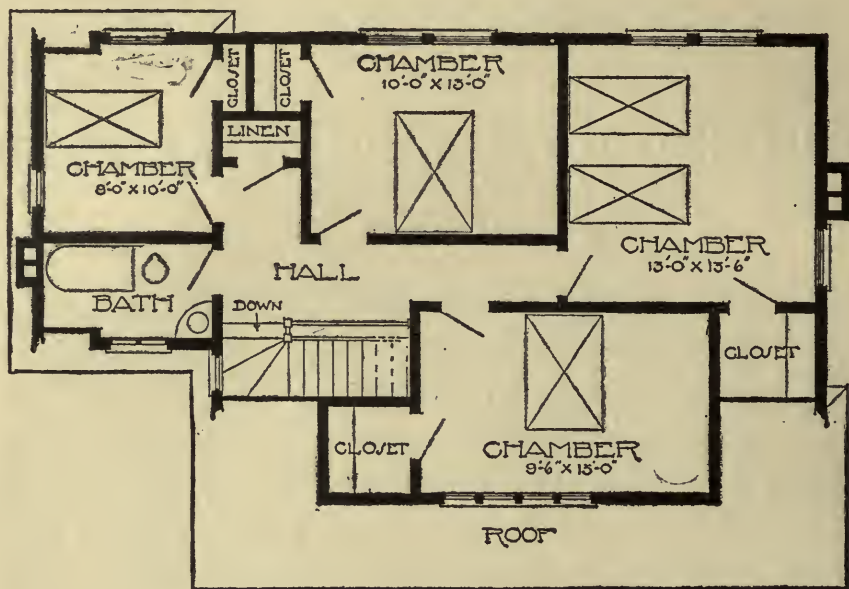 CLOSET
CLOSET
CHAMBER
10'-0" X 13'-0"
LINEN
CHAMBER
8'-0" X 10'-0"
CHAMBER
13'-0" X 13'-6"
HALL
BATH
DOWN
CLOSET
CLOSET
CHAMBER
9'-6" X 13'-0"
ROOF